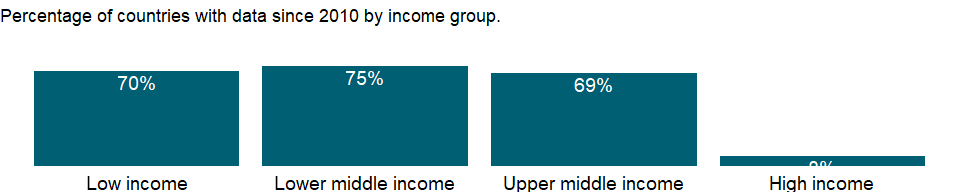 Percentage of countries with data since 2010 by income group.
70%
75%
69%
Low income
Lower middle income
Upper middle income
High income